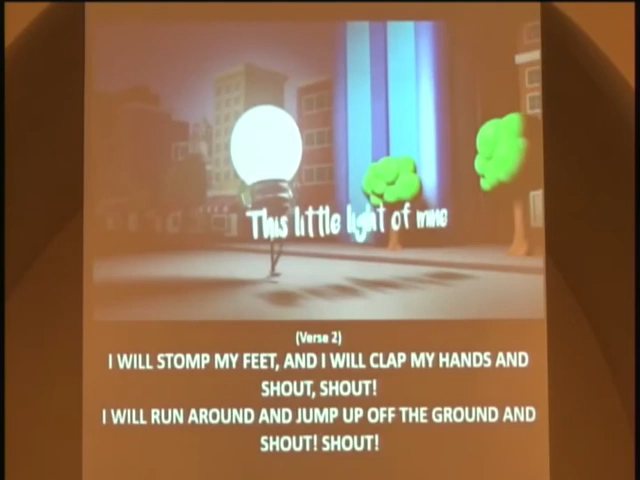 This little light of mine
(Verse 2)
I WILL STOMP MY FEET, AND I WILL CLAP MY HANDS AND
SHOUT, SHOUT!
I WILL RUN AROUND AND JUMP UP OFF THE GROUND AND
SHOUT! SHOUT!